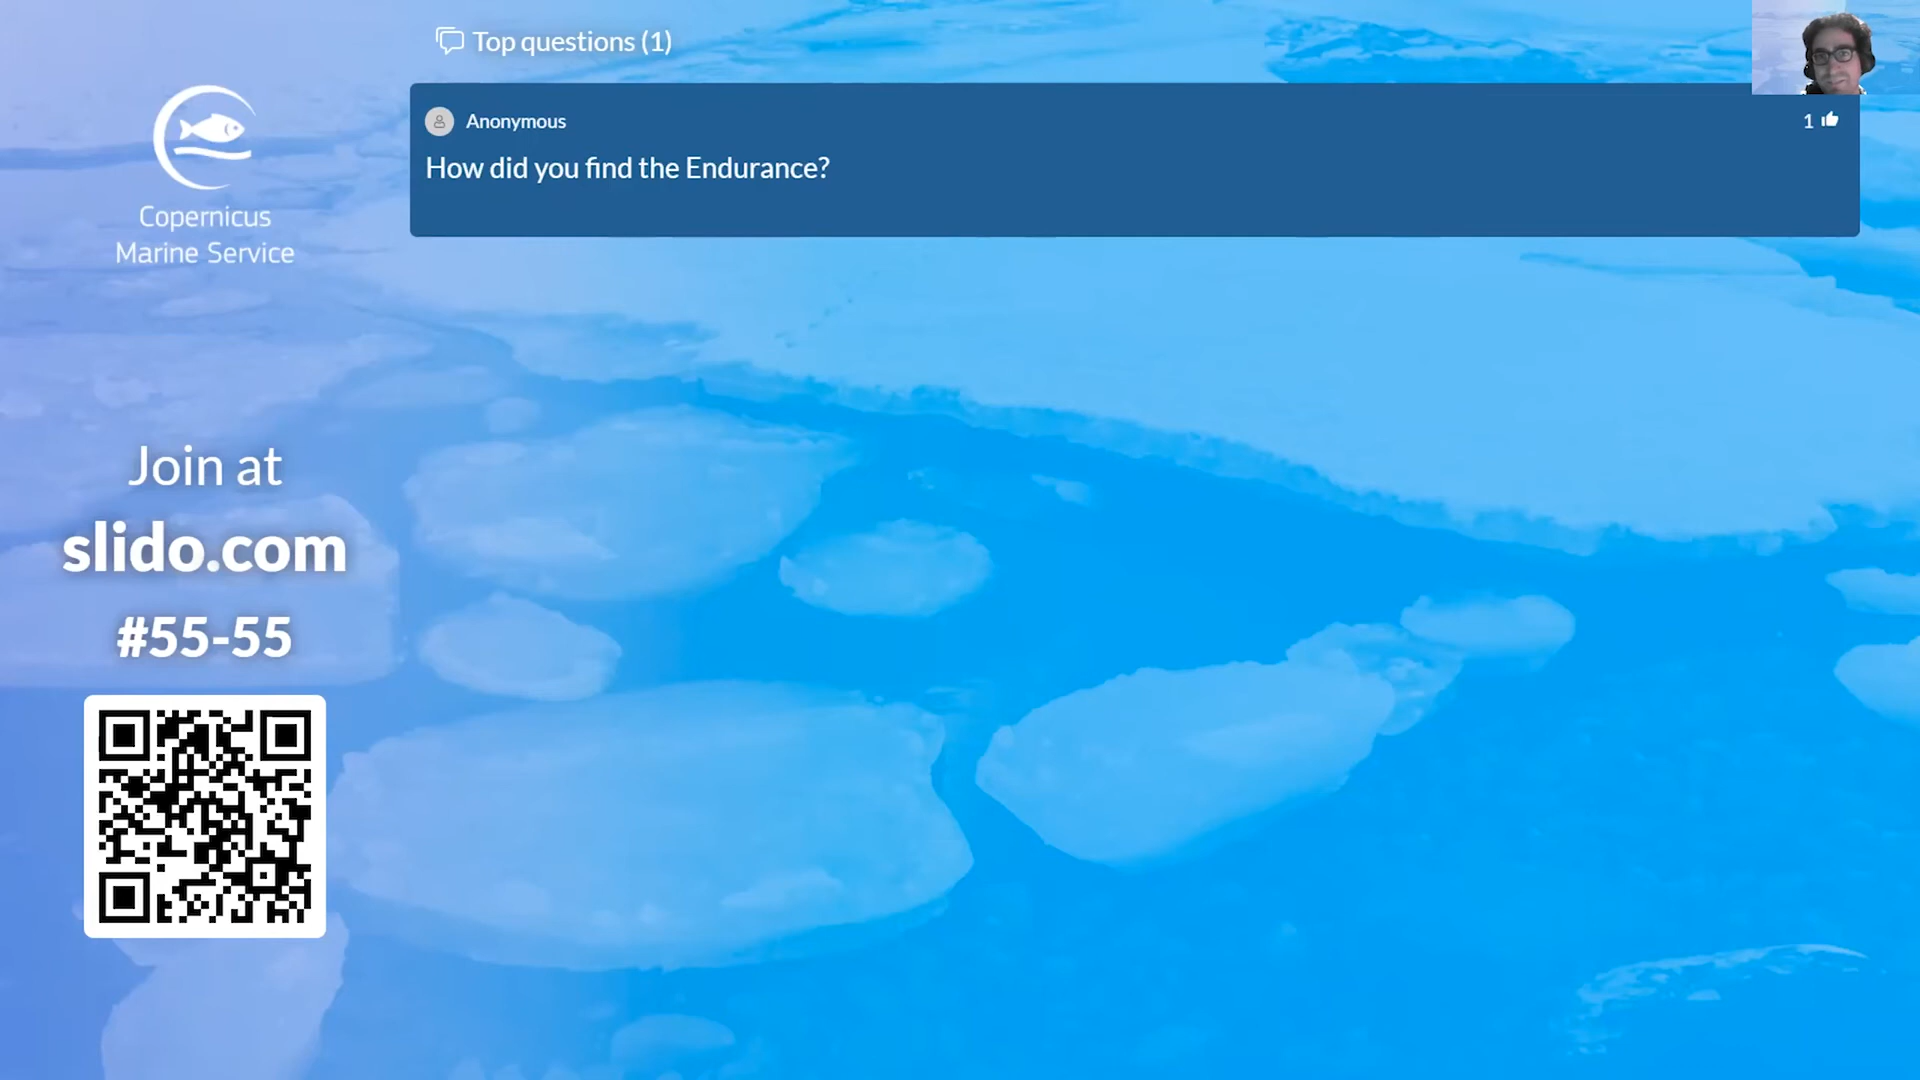 Top questions (1)
Anonymous
1
How did you find the Endurance?
Copernicus
Marine Service
Join at
slido.com
#55-55